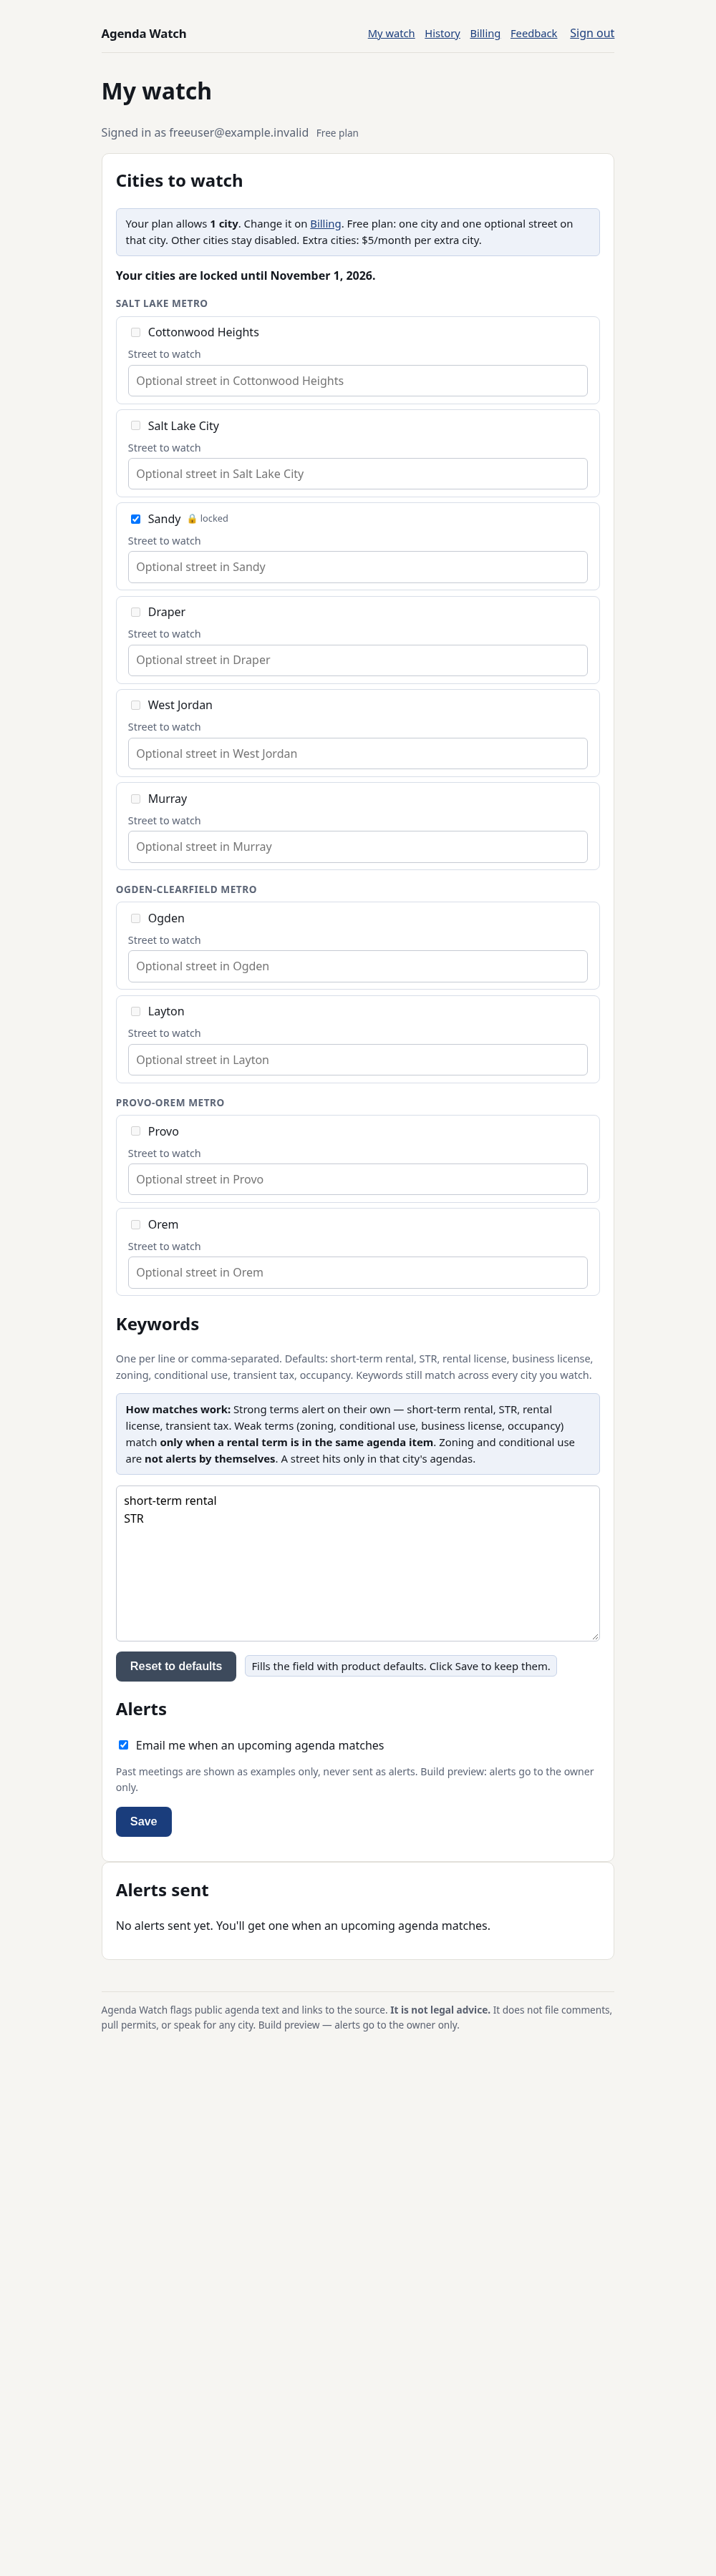 Agenda Watch
My watch History Billing Feedback Sign out
My watch
Signed in as freeuser@example.invalid Free plan
Cities to watch
Your plan allows 1 city. Change it on Billing. Free plan: one city and one optional street on
that city. Other cities stay disabled. Extra cities: $5/month per extra city.
Your cities are locked until November 1, 2026.
SALT LAKE METRO
Cottonwood Heights
Street to watch
Optional street in Cottonwood Heights
Salt Lake City
Street to watch
Optional street in Salt Lake City
Sandy 🔒 locked
Street to watch
Optional street in Sandy
Draper
Street to watch
Optional street in Draper
West Jordan
Street to watch
Optional street in West Jordan
Murray
Street to watch
Optional street in Murray
OGDEN-CLEARFIELD METRO
Ogden
Street to watch
Optional street in Ogden
Layton
Street to watch
Optional street in Layton
PROVO-OREM METRO
Provo
Street to watch
Optional street in Provo
Orem
Street to watch
Optional street in Orem
Keywords
One per line or comma-separated. Defaults: short-term rental, STR, rental license, business license,
zoning, conditional use, transient tax, occupancy. Keywords still match across every city you watch.
How matches work: Strong terms alert on their own — short-term rental, STR, rental
license, transient tax. Weak terms (zoning, conditional use, business license, occupancy)
match only when a rental term is in the same agenda item. Zoning and conditional use
are not alerts by themselves. A street hits only in that city's agendas.
short-term rental
STR
Reset to defaults Fills the field with product defaults. Click Save to keep them.
Alerts
Email me when an upcoming agenda matches
Past meetings are shown as examples only, never sent as alerts. Build preview: alerts go to the owner
only.
Save
Alerts sent
No alerts sent yet. You'll get one when an upcoming agenda matches.
Agenda Watch flags public agenda text and links to the source. It is not legal advice. It does not file comments,
pull permits, or speak for any city. Build preview — alerts go to the owner only.